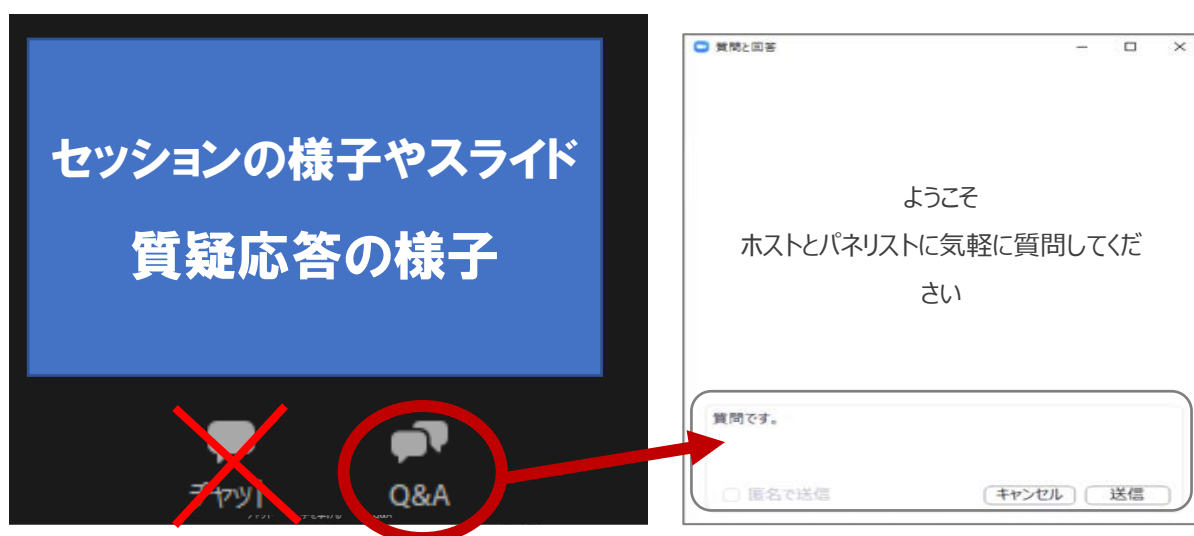 セッションの様子やスライド
質疑応答の様子
チャット
Q&A
質問と回答
ようこそ
ホストとパネリストに気軽に質問してくだ
さい
質問です。
匿名で送信
キャンセル
送信